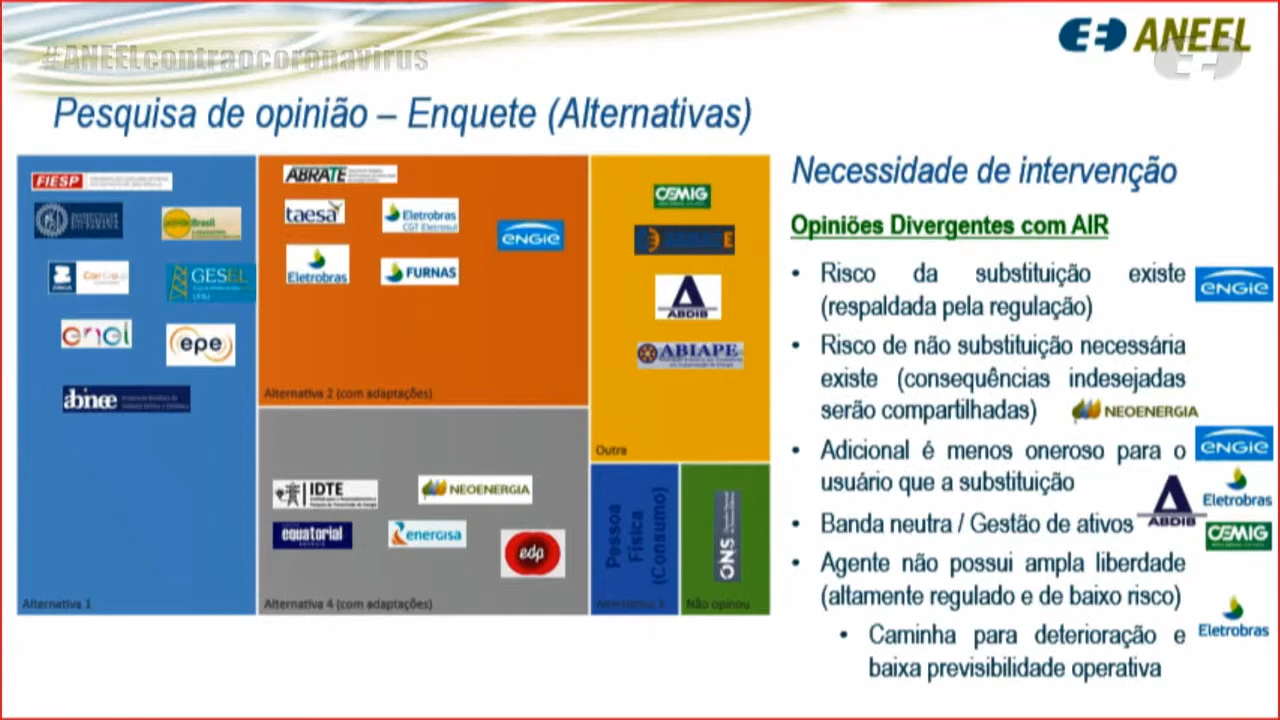 #ANEELcontraocoronavirus
ANEEL
Pesquisa de opinião – Enquete (Alternativas)
FIESP
Brasil
GESEL
UFRJ
enel
epe
abinee
Alternativa 1
ABRATE
taesa
Eletrobras
CGT Eletrosul
ENGIE
Eletrobras
FURNAS
Alternativa 2 (com adaptações)
IDTE
NEOENERGIA
equatorial
ENERGIA
energisa
edp
Alternativa 4 (com adaptações)
CEMIG
ABDIB
ABIAPE
Outra
Pessoa
Física
(Consumo)
Alternativa 3
ONS
Não opinou
Necessidade de intervenção
Opiniões Divergentes com AIR
• Risco da substituição existe
(respaldada pela regulação)
ENGIE
• Risco de não substituição necessária
existe (consequências indesejadas
serão compartilhadas)
NEOENERGIA
• Adicional é menos oneroso para o
usuário que a substituição
ENGIE
Eletrobras
• Banda neutra / Gestão de ativos
ABDIB
CEMIG
• Agente não possui ampla liberdade
(altamente regulado e de baixo risco)
• Caminha para deterioração e
baixa previsibilidade operativa
Eletrobras